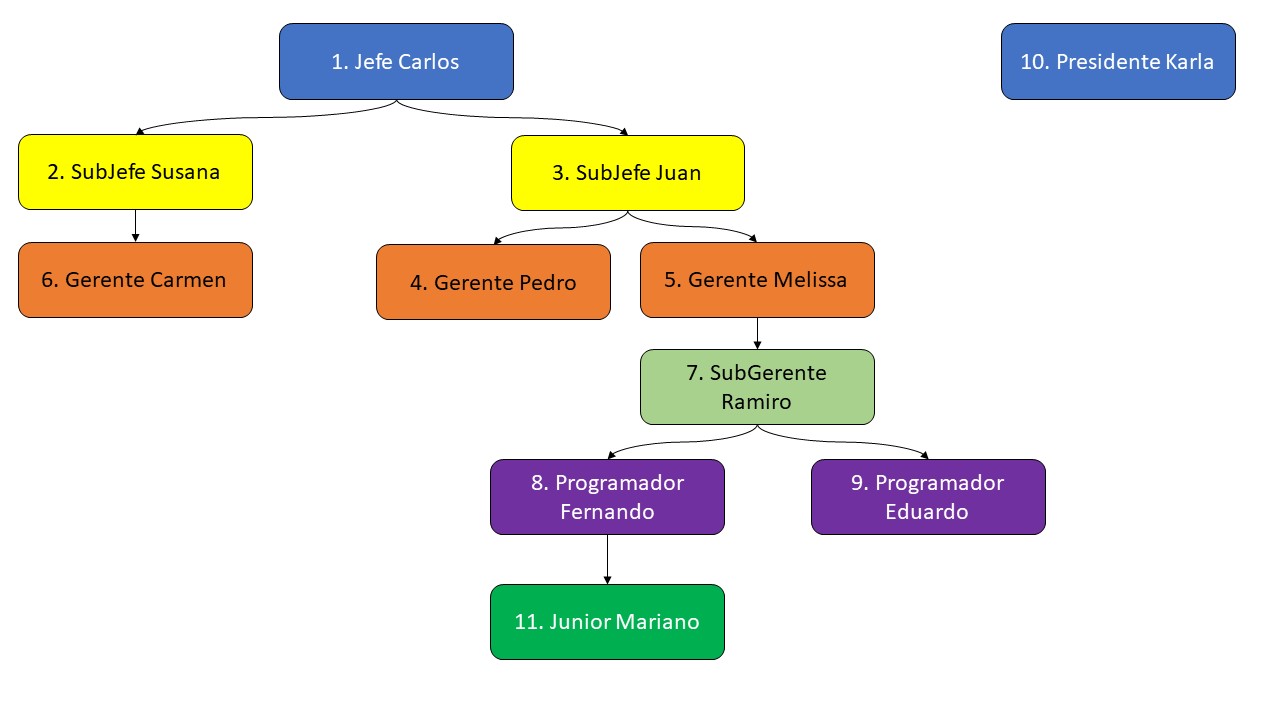 1. Jefe Carlos
10. Presidente Karla
2. SubJefe Susana
3. SubJefe Juan
6. Gerente Carmen
4. Gerente Pedro
5. Gerente Melissa
7. SubGerente
Ramiro
8. Programador
Fernando
9. Programador
Eduardo
11. Junior Mariano